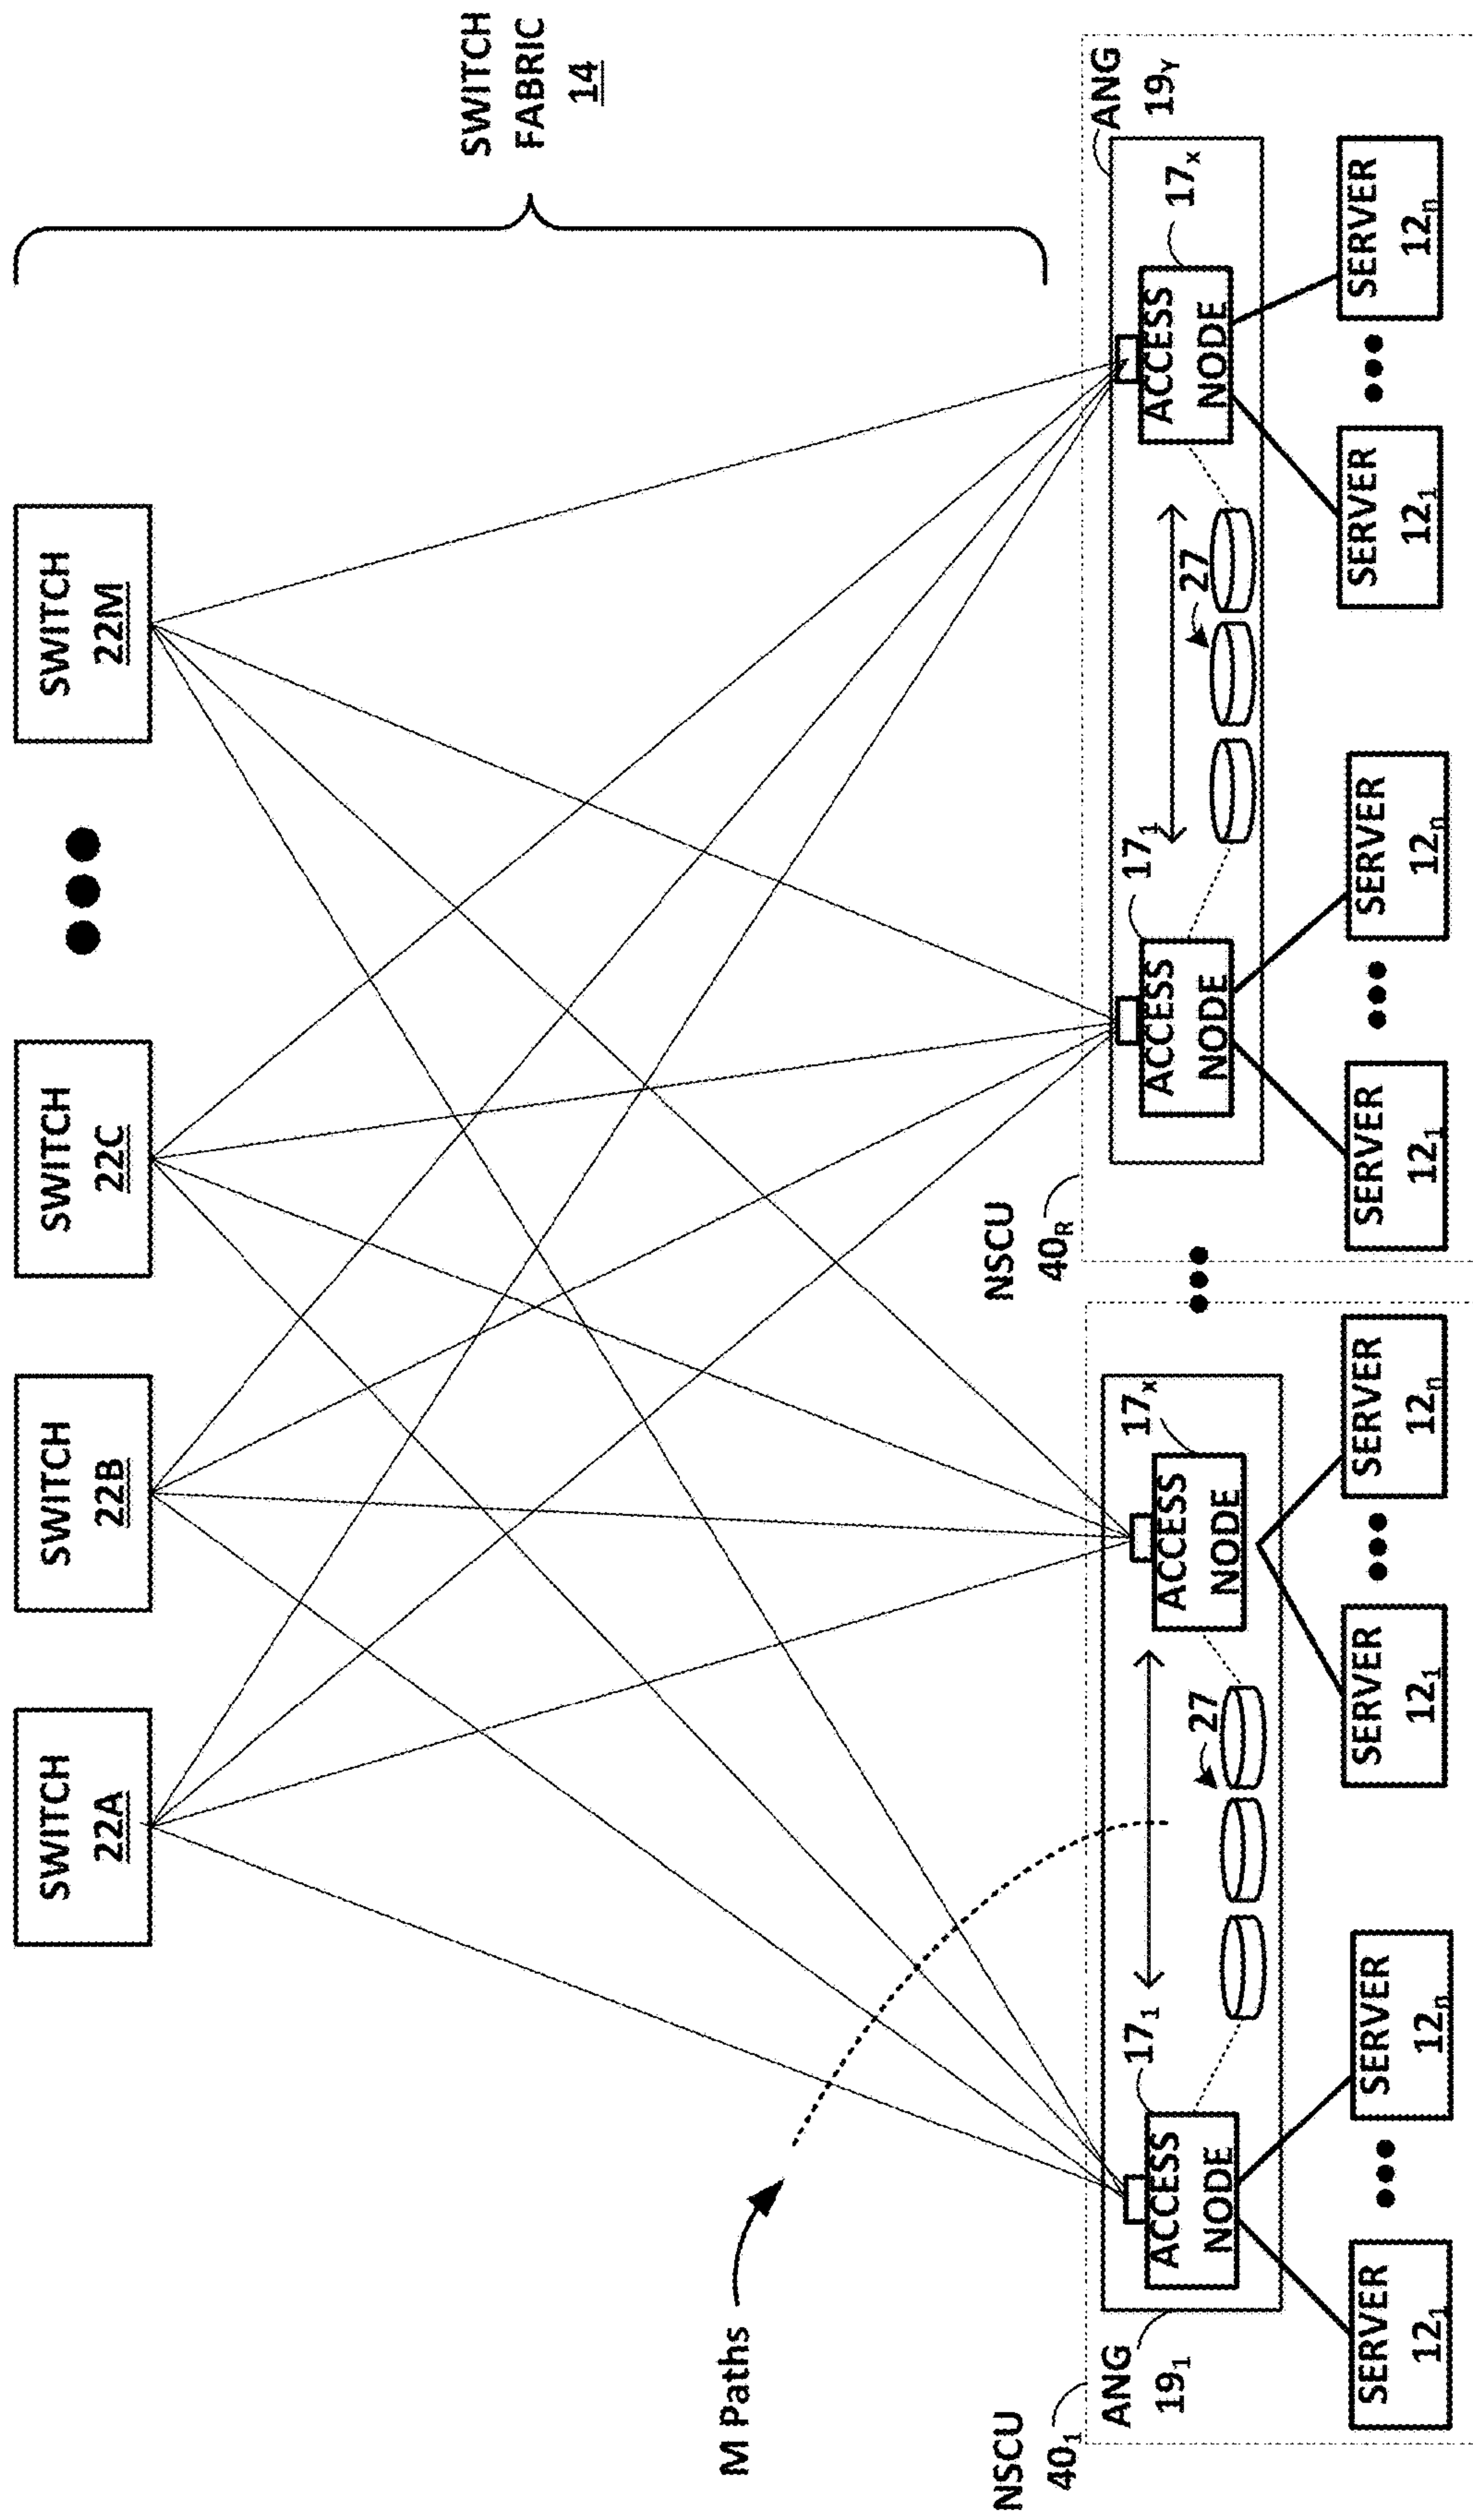 SWITCH
22A
SWITCH
22B
SWITCH
22C
SWITCH
22M
SWITCH
FABRIC
14
M Paths
NSCU
40₁
ANG
19₁
17₁
ACCESS
NODE
27
17ₓ
ACCESS
NODE
SERVER
12₁
SERVER
12ₙ
SERVER
12₁
SERVER
12ₙ
NSCU
40R
ANG
19Y
17₁
ACCESS
NODE
27
17ₓ
ACCESS
NODE
SERVER
12₁
SERVER
12ₙ
SERVER
12₁
SERVER
12ₙ